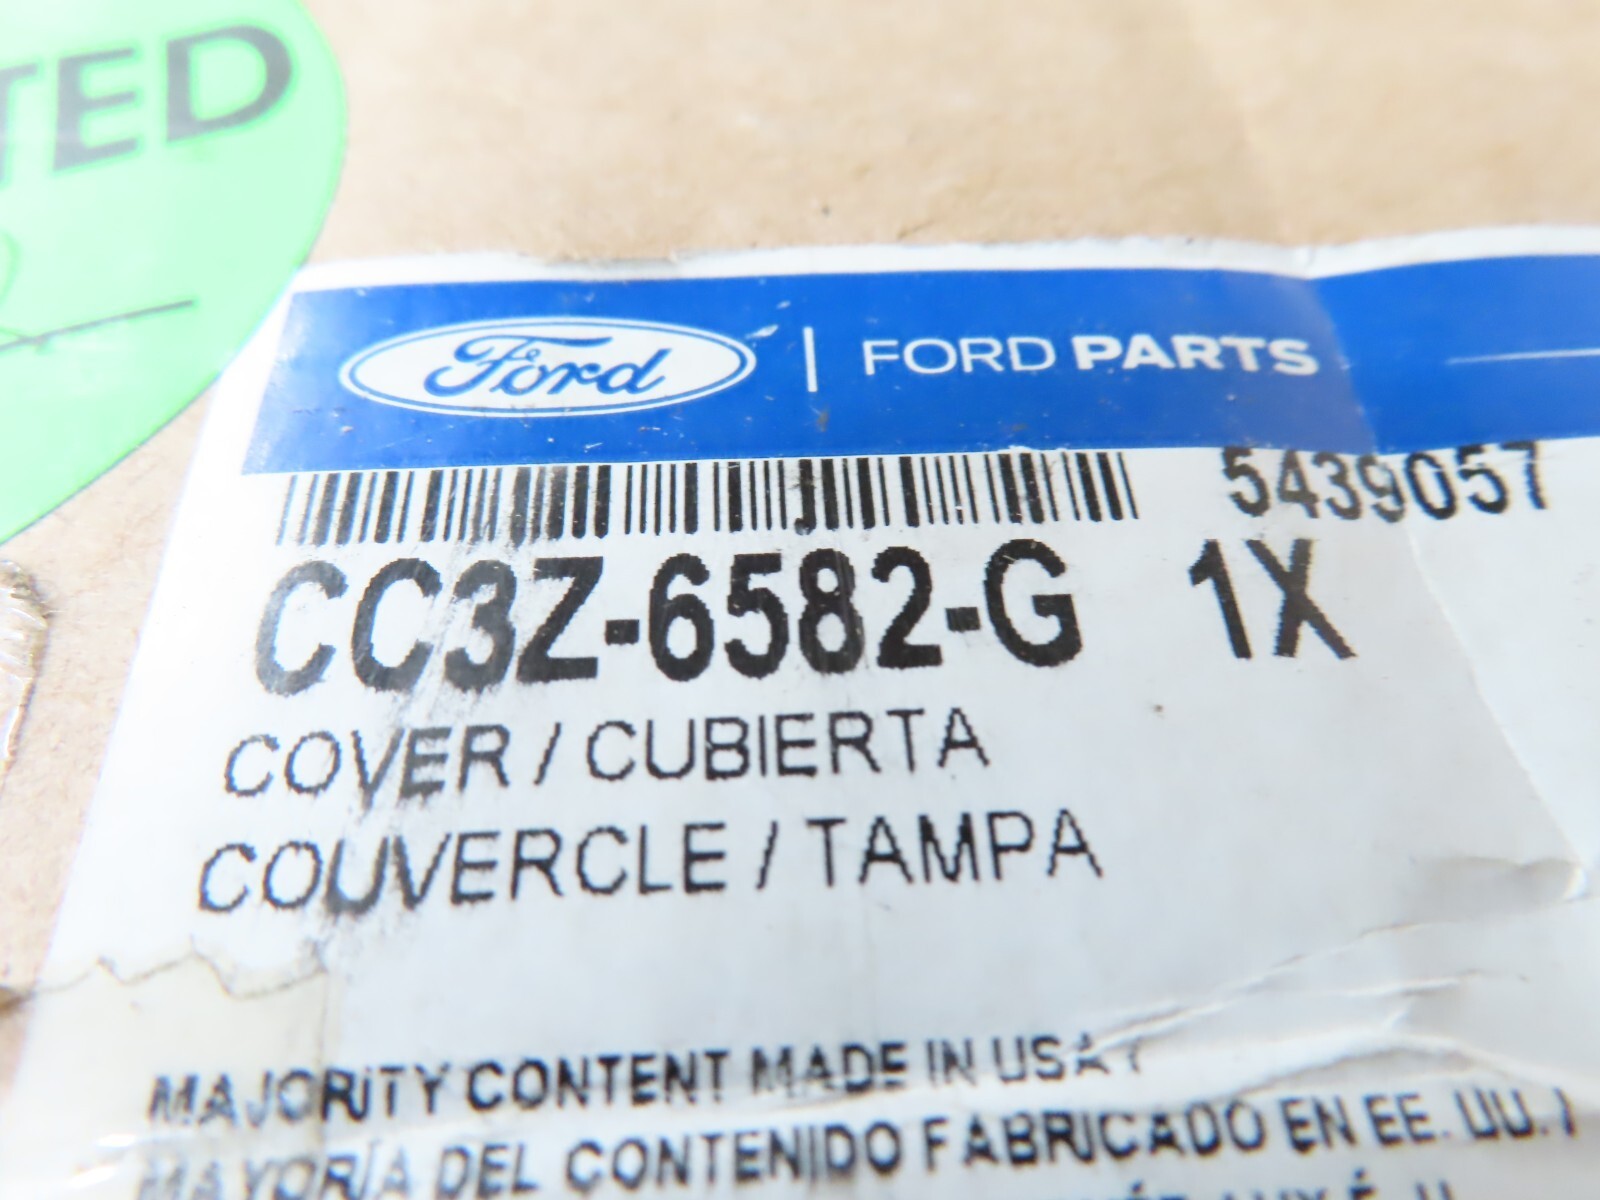 TED
Ford | FORD PARTS
5439057
CC3Z-6582-G 1X
COVER / CUBIERTA
COUVERCLE / TAMPA
MAJORITY CONTENT MADE IN USA /
MAYORÍA DEL CONTENIDO FABRICADO EN EE. UU. /